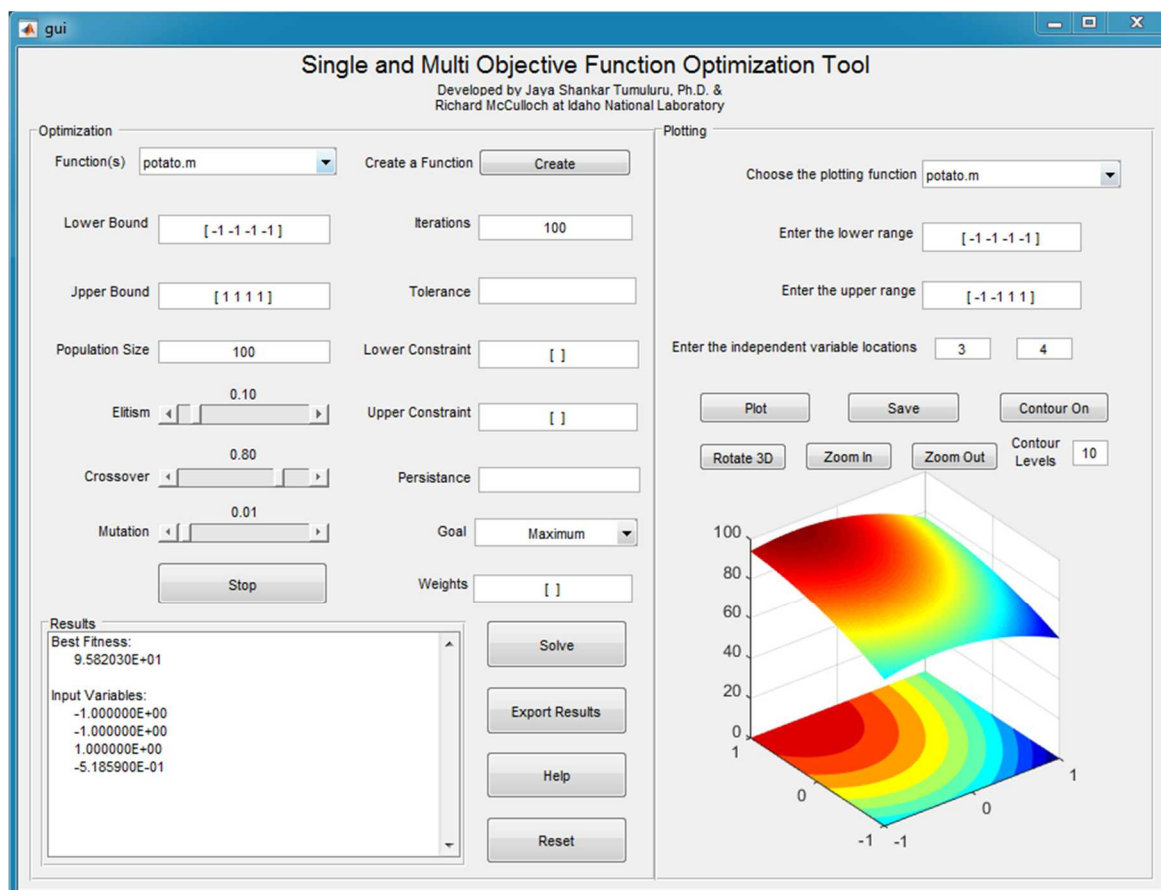 gui
Single and Multi Objective Function Optimization Tool
Developed by Jaya Shankar Tumuluru, Ph.D. &
Richard McCulloch at Idaho National Laboratory
Optimization
Function(s) potato.m Create a Function Create
Lower Bound [ -1 -1 -1 -1 ] Iterations 100
Jpper Bound [ 1 1 1 1 ] Tolerance
Population Size 100 Lower Constraint [ ]
Elitism 0.10 Upper Constraint [ ]
Crossover 0.80 Persistance
Mutation 0.01 Goal Maximum
Stop Weights [ ]
Results
Best Fitness:
9.582030E+01
Input Variables:
-1.000000E+00
-1.000000E+00
1.000000E+00
-5.185900E-01
Solve
Export Results
Help
Reset
Plotting
Choose the plotting function potato.m
Enter the lower range [ -1 -1 -1 -1 ]
Enter the upper range [ -1 -1 1 1 ]
Enter the independent variable locations 3 4
Plot Save Contour On
Rotate 3D Zoom In Zoom Out Contour Levels 10
100
80
60
40
20
0
1
0
-1
-1
0
1